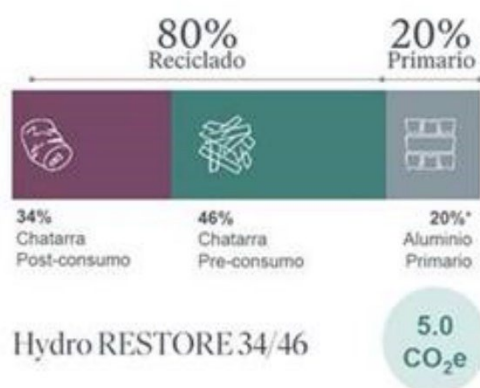 80%
Reciclado
20%
Primario
34%
Chatarra
Post-consumo
46%
Chatarra
Pre-consumo
20%*
Aluminio
Primario
Hydro RESTORE 34/46
5.0
CO₂e